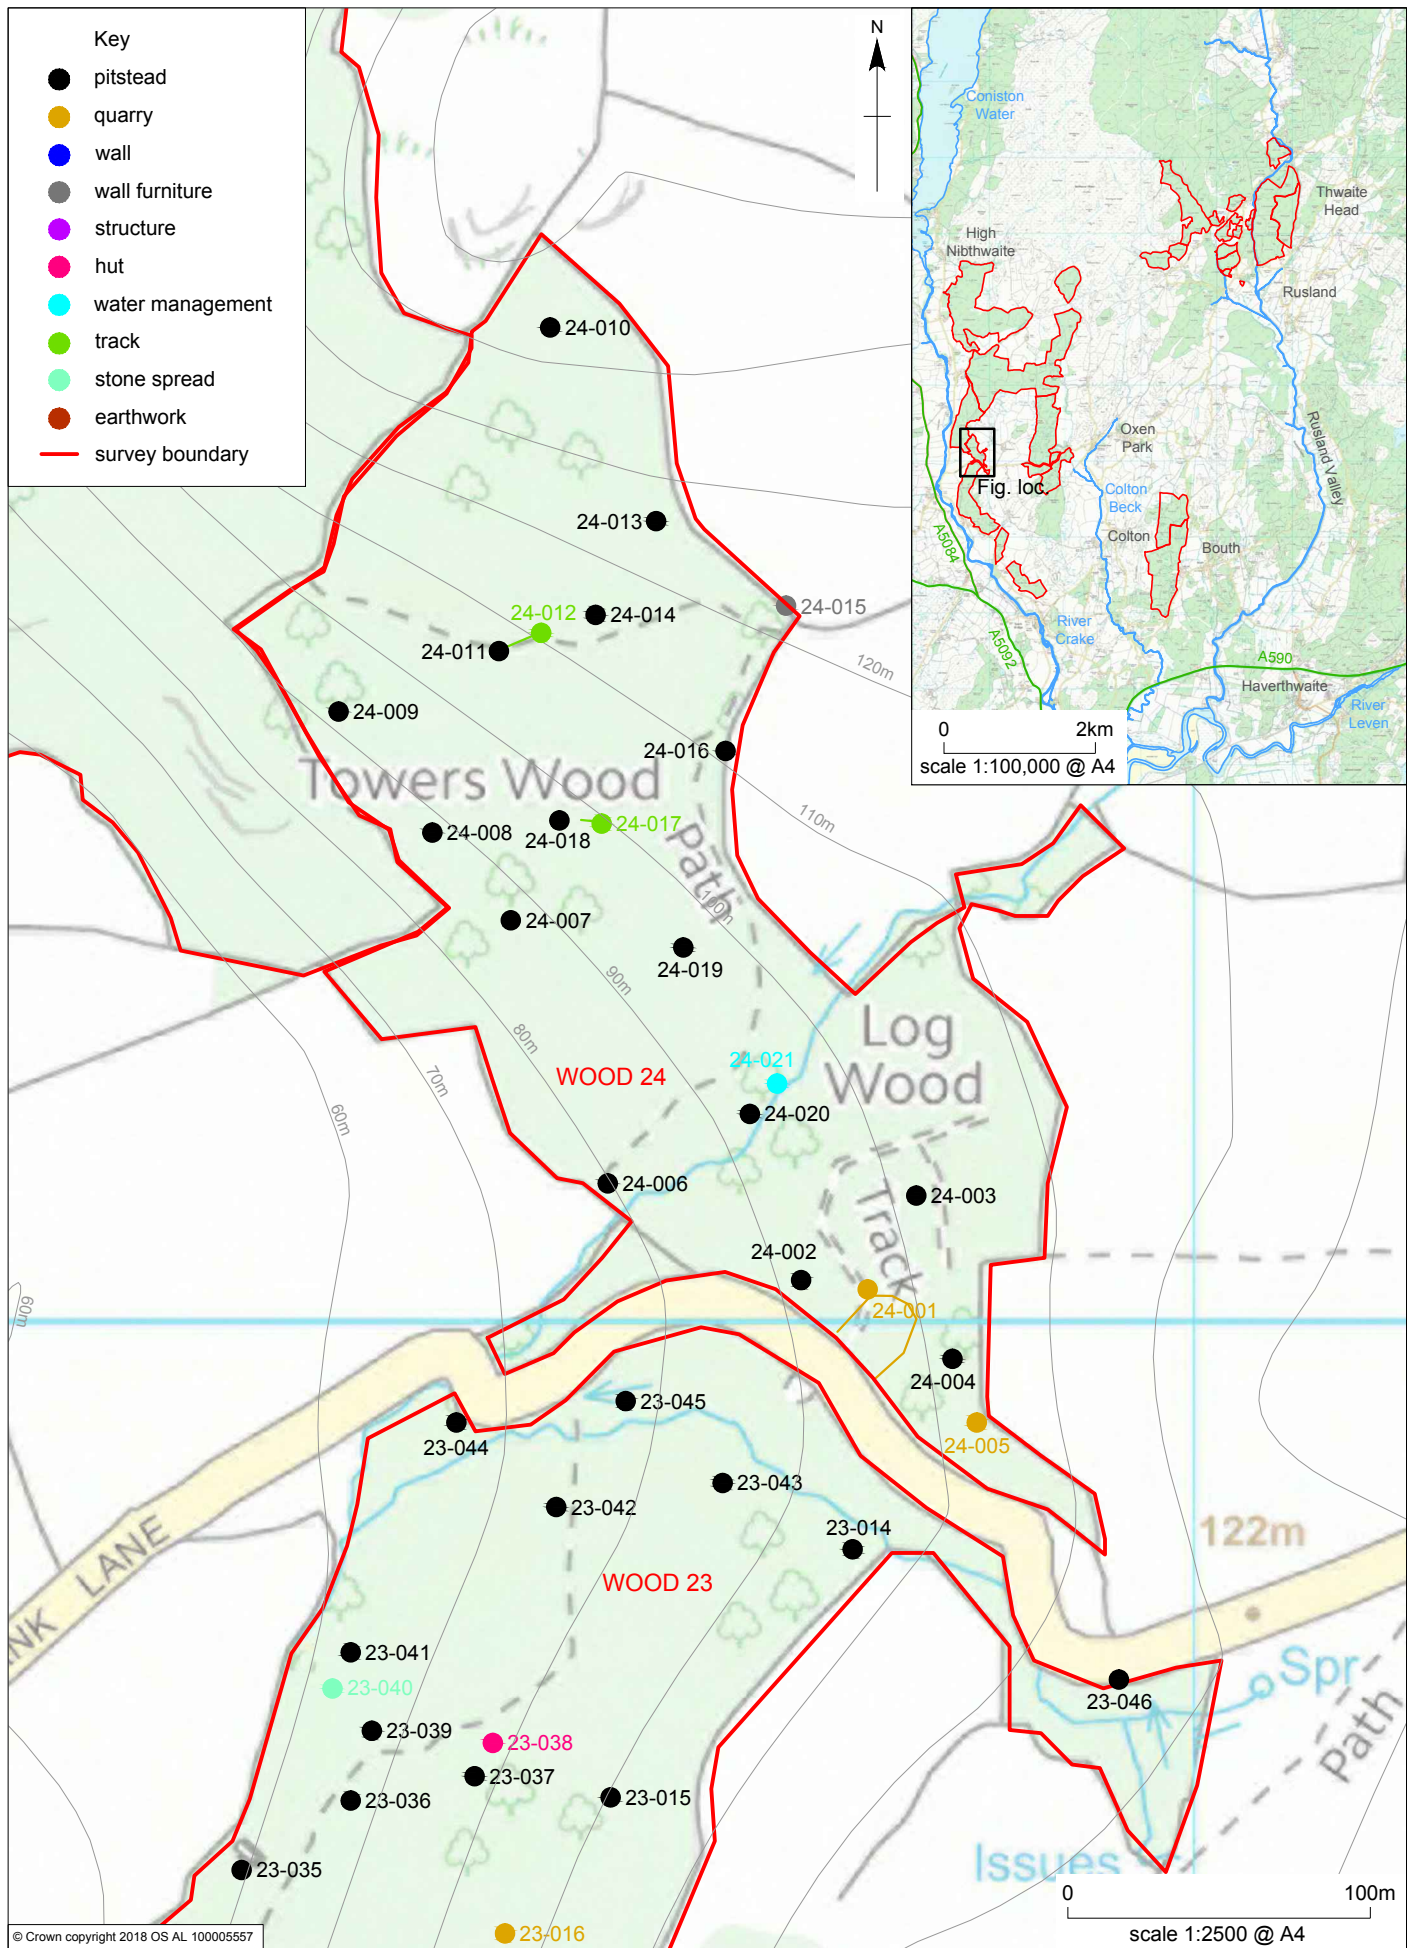 Key
pitstead
quarry
wall
wall furniture
structure
hut
water management
track
stone spread
earthwork
survey boundary
N
Coniston
Water
Thwaite
Head
High
Nibthwaite
Rusland
Oxen
Park
Rusland Valley
Fig. loc.
Colton
Beck
Colton
Bouth
A5084
River
Crake
A5092
A590
Haverthwaite
River
Leven
0 2km
scale 1:100,000 @ A4
24-010
24-013
24-012
24-014
24-015
24-011
120m
24-009
24-016
Towers Wood
110m
24-018
24-017
24-008
Path
100m
24-007
24-019
90m
Log
Wood
80m
24-021
WOOD 24
70m
24-020
60m
24-006
24-003
Track
24-002
60m
24-001
24-004
23-045
24-005
23-044
23-043
23-042
23-014
122m
LANE
WOOD 23
NK
23-041
Spr
23-040
23-046
23-039
23-038
Path
23-037
23-036
23-015
Issues
23-035
0 100m
23-016
scale 1:2500 @ A4
© Crown copyright 2018 OS AL 100005557